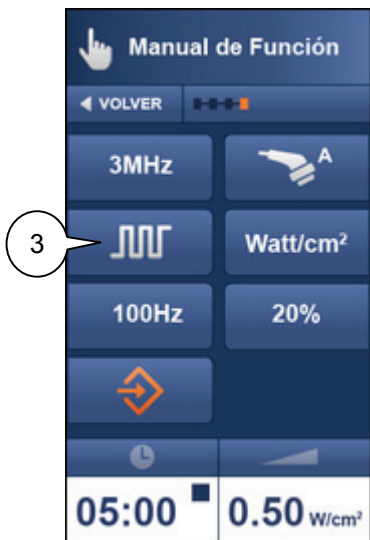 Manual de Función
VOLVER
3MHz
A
3
Watt/cm²
100Hz
20%
05:00
0.50 W/cm²